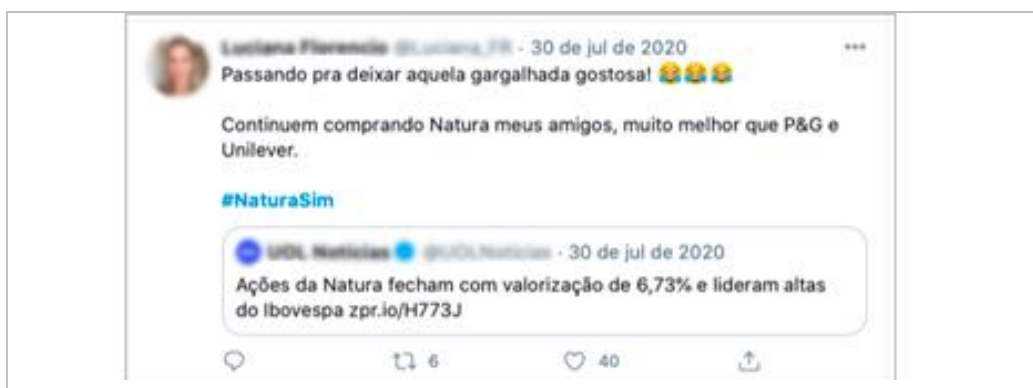 30 de jul de 2020
Passando pra deixar aquela gargalhada gostosa! 😂😂😂
Continuem comprando Natura meus amigos, muito melhor que P&G e
Unilever.
#NaturaSim
30 de jul de 2020
Ações da Natura fecham com valorização de 6,73% e lideram altas
do Ibovespa zpr.io/H773J
6 40